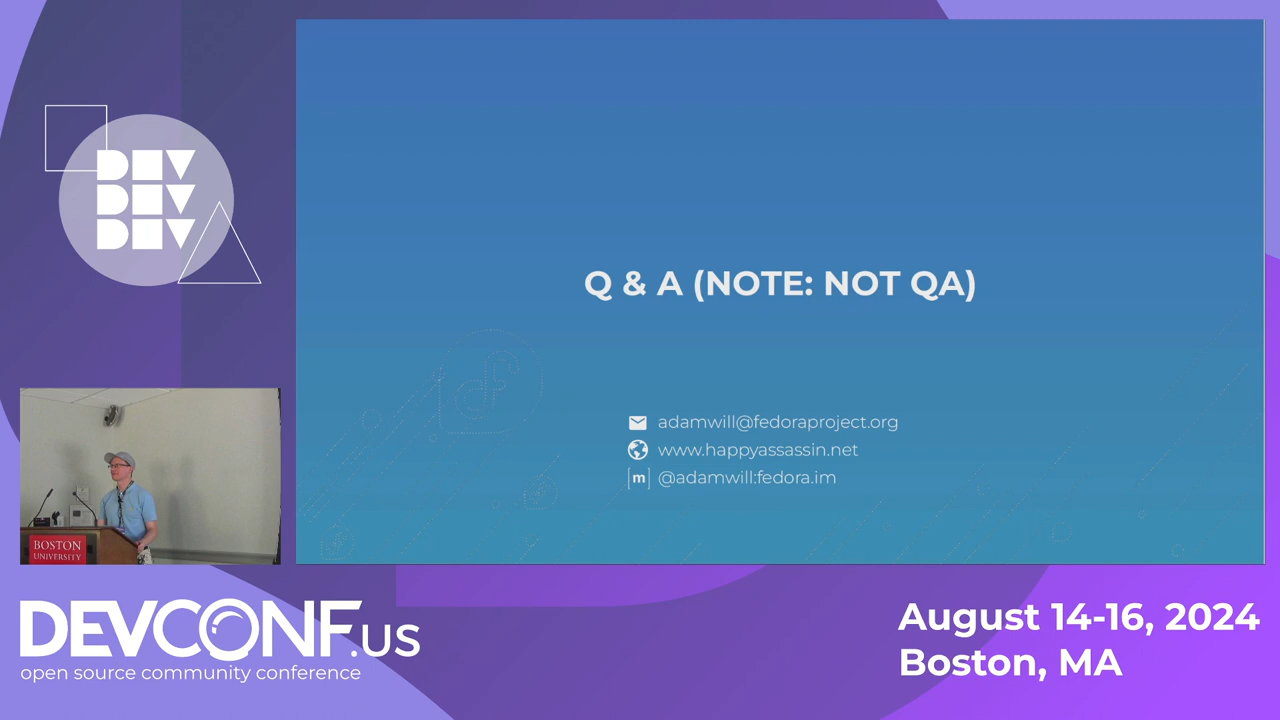 DEV
DEV
DEV
Q & A (NOTE: NOT QA)
adamwill@fedoraproject.org
www.happyassassin.net
[m] @adamwill:fedora.im
BOSTON
UNIVERSITY
DEVCONF.US
open source community conference
August 14-16, 2024
Boston, MA